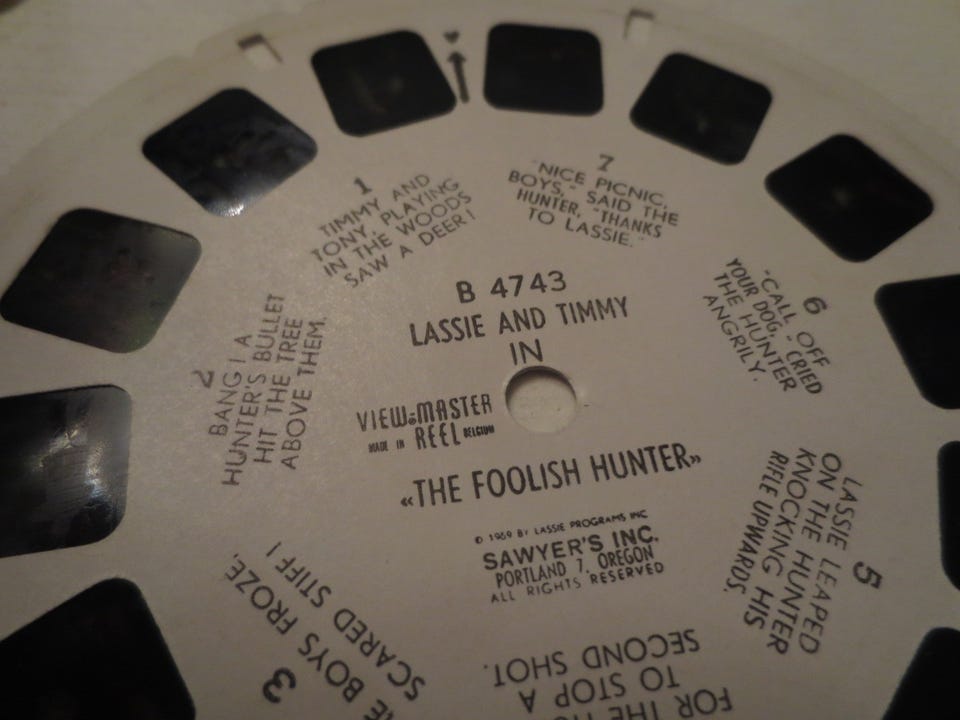 B 4743
LASSIE AND TIMMY
IN
VIEW-MASTER
MADE IN REEL BELGIUM
«THE FOOLISH HUNTER»
© 1959 BY LASSIE PROGRAMS INC
SAWYER'S INC.
PORTLAND 7, OREGON
ALL RIGHTS RESERVED
1
TIMMY AND
TONY, PLAYING
IN THE WOODS
SAW A DEER!
2
BANG! A
HUNTER'S BULLET
HIT THE TREE
ABOVE THEM.
3
BOYS FROZE,
SCARED STIFF!
FOR THE
TO STOP A
SECOND SHOT.
5
LASSIE LEAPED
ON THE HUNTER
KNOCKING HIS
RIFLE UPWARDS.
6
"CALL OFF
YOUR DOG," CRIED
THE HUNTER
ANGRILY.
7
"NICE PICNIC,
BOYS," SAID THE
HUNTER, "THANKS
TO LASSIE."